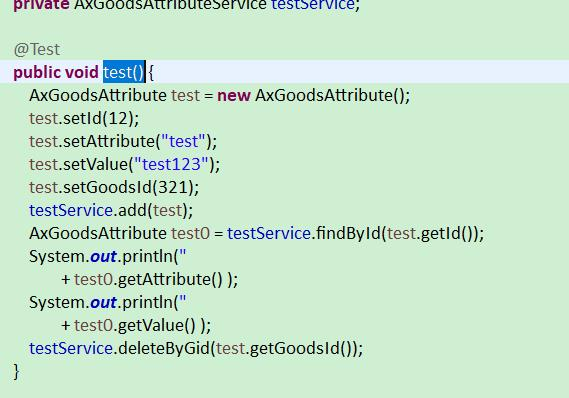 private AxGoodsAttributeService testService;
@Test
public void test() {
AxGoodsAttribute test = new AxGoodsAttribute();
test.setId(12);
test.setAttribute("test");
test.setValue("test123");
test.setGoodsId(321);
testService.add(test);
AxGoodsAttribute test0 = testService.findById(test.getId());
System.out.println("
+ test0.getAttribute() );
System.out.println("
+ test0.getValue() );
testService.deleteByGid(test.getGoodsId());
}